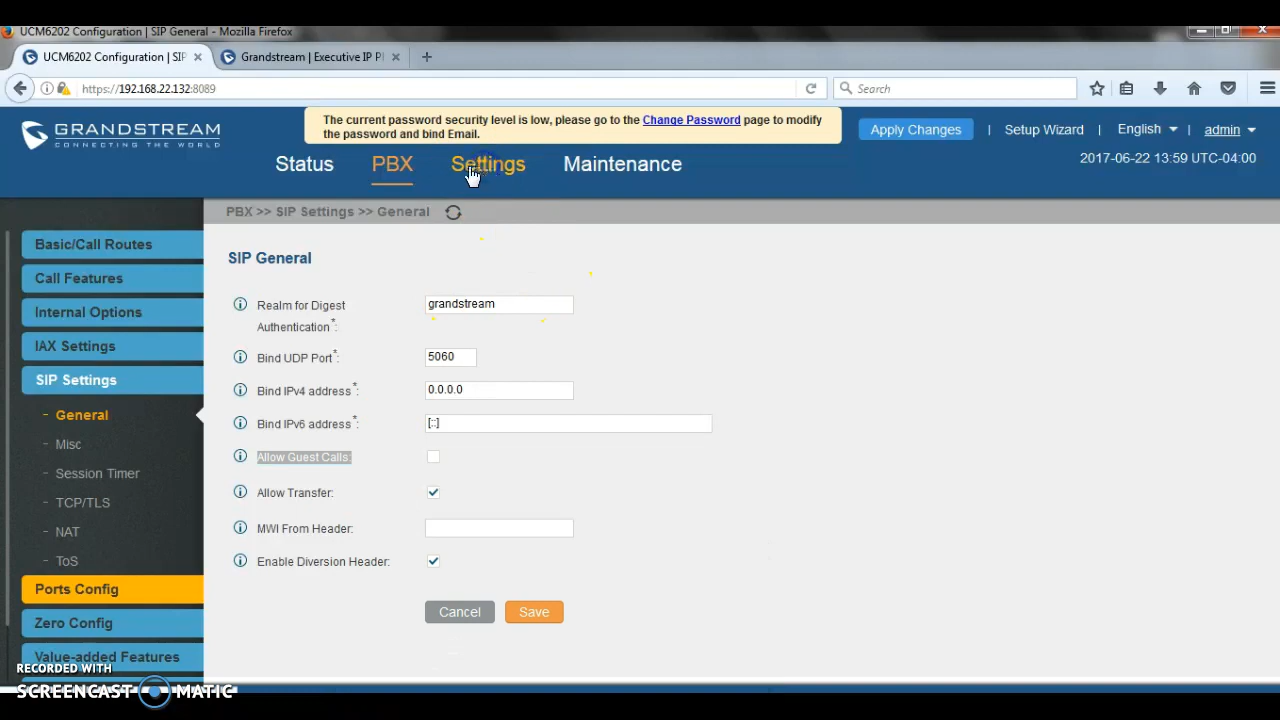 UCM6202 Configuration | SIP General - Mozilla Firefox
UCM6202 Configuration | SIP
Grandstream | Executive IP P
https://192.168.22.132:8089
Search
GRANDSTREAM
CONNECTING THE WORLD
The current password security level is low, please go to the Change Password page to modify
the password and bind Email.
Apply Changes
Setup Wizard
English
admin
2017-06-22 13:59 UTC-04:00
Status
PBX
Settings
Maintenance
PBX >> SIP Settings >> General
Basic/Call Routes
Call Features
Internal Options
IAX Settings
SIP Settings
- General
- Misc
- Session Timer
- TCP/TLS
- NAT
- ToS
Ports Config
Zero Config
Value-added Features
SIP General
Realm for Digest
Authentication*:
grandstream
Bind UDP Port*:
5060
Bind IPv4 address*:
0.0.0.0
Bind IPv6 address*:
[::]
Allow Guest Calls:
Allow Transfer:
MWI From Header:
Enable Diversion Header:
Cancel
Save
RECORDED WITH
SCREENCAST MATIC